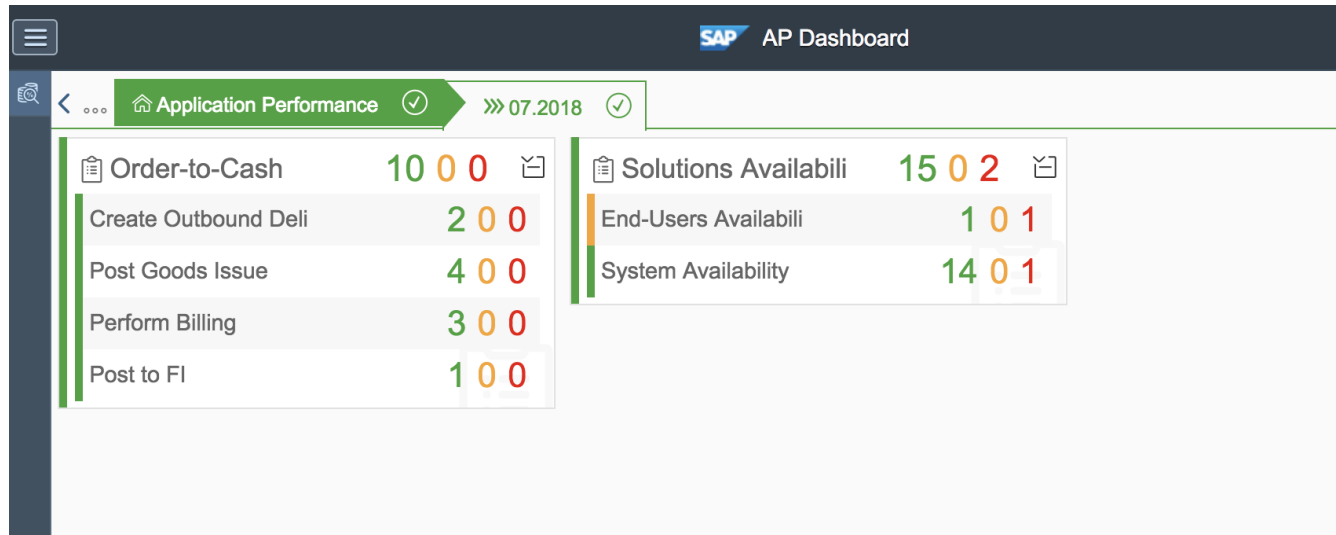 SAP AP Dashboard
Application Performance
07.2018
Order-to-Cash 10 0 0
Create Outbound Deli 2 0 0
Post Goods Issue 4 0 0
Perform Billing 3 0 0
Post to FI 1 0 0
Solutions Availabili 15 0 2
End-Users Availabili 1 0 1
System Availability 14 0 1